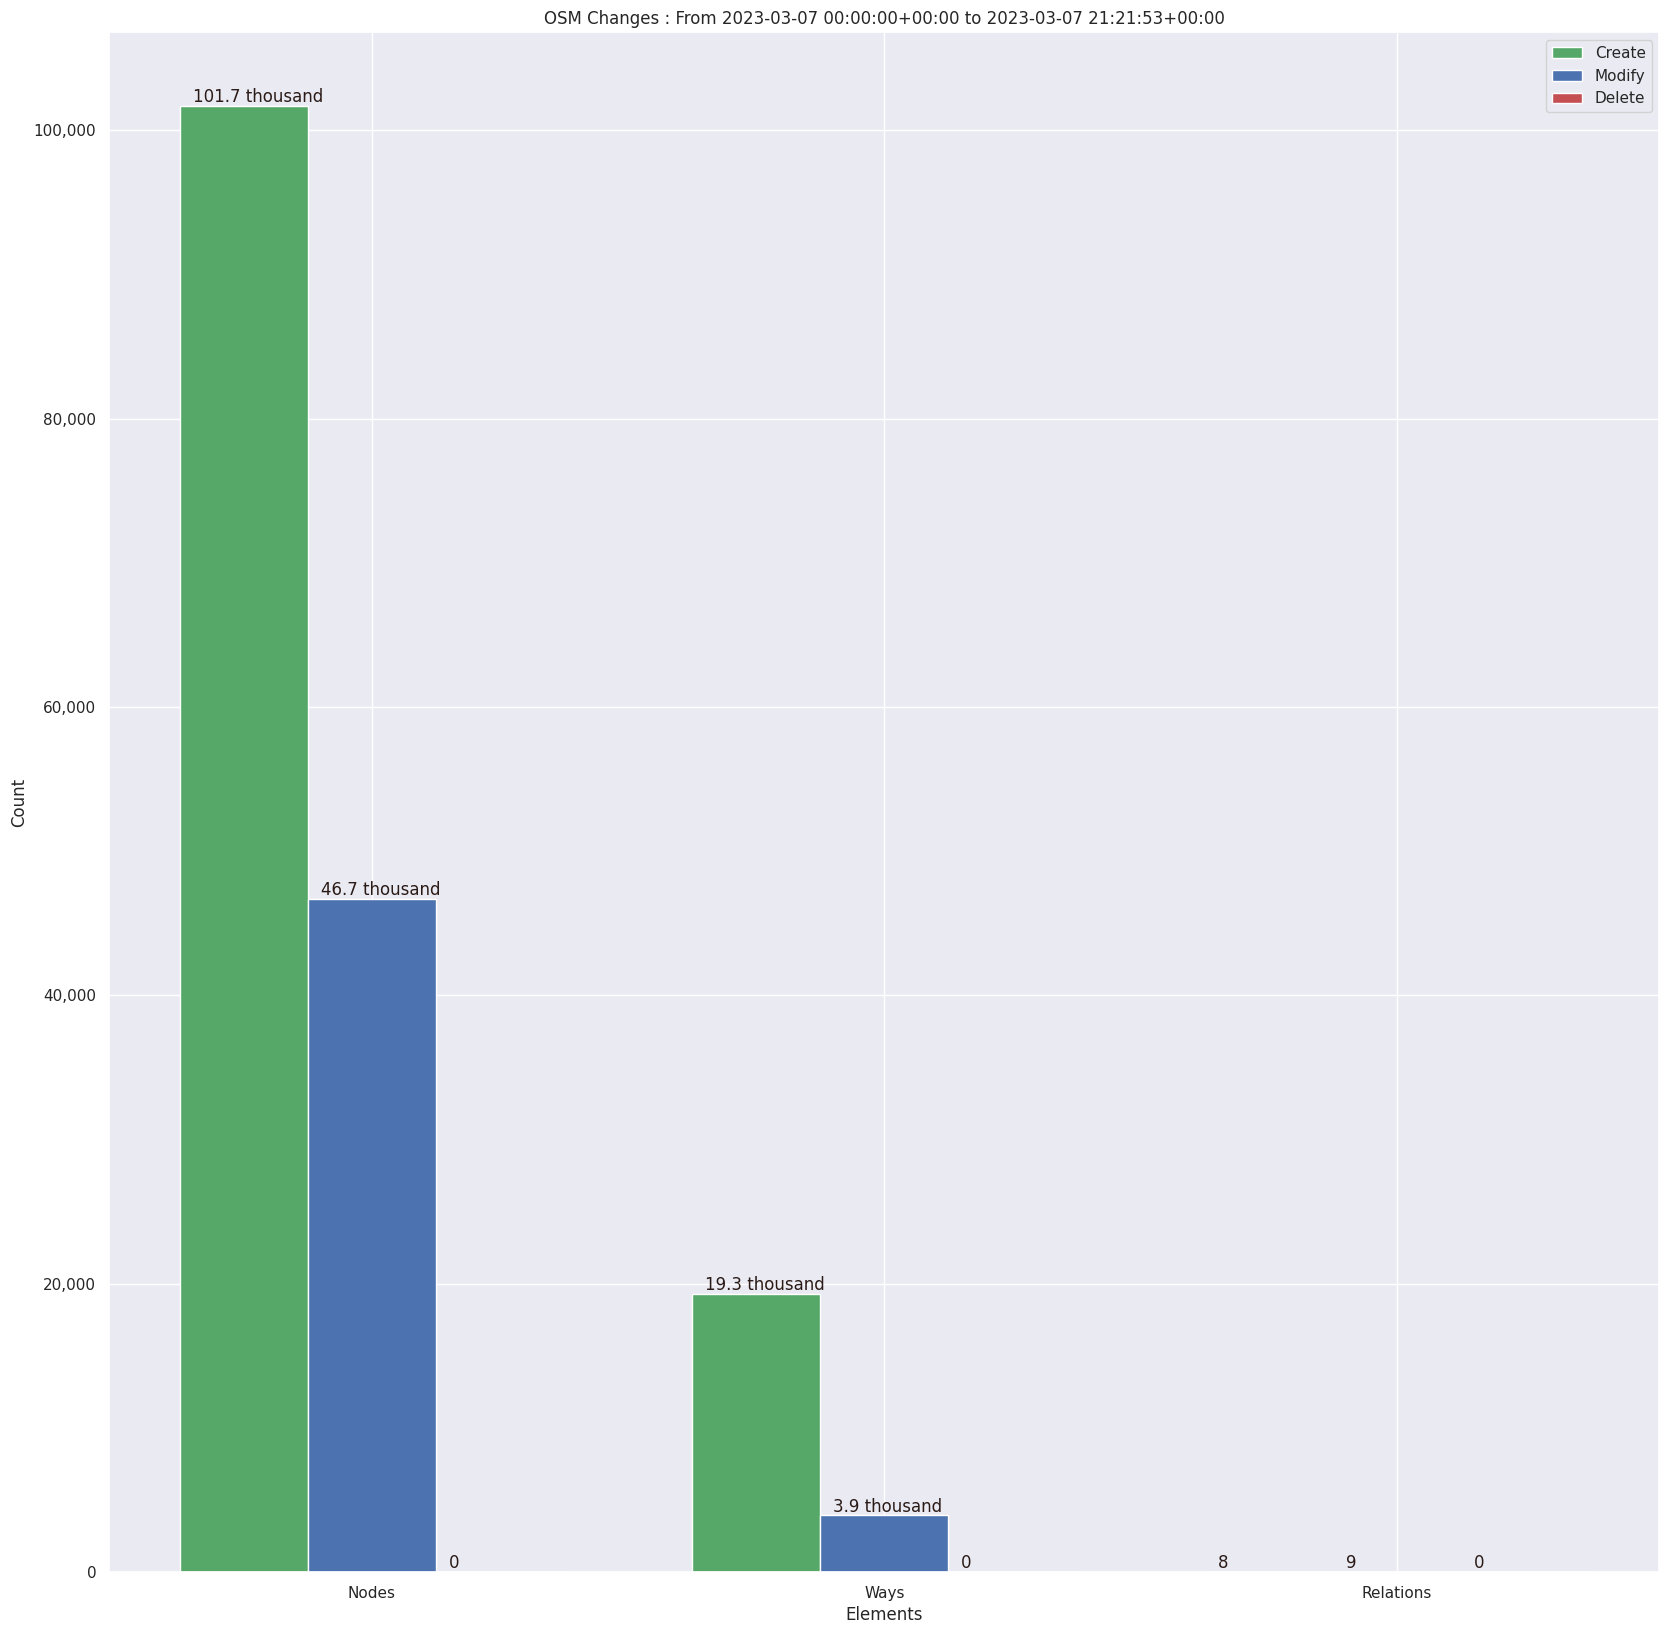 OSM Changes : From 2023-03-07 00:00:00+00:00 to 2023-03-07 21:21:53+00:00
Create
Modify
Delete
101.7 thousand
100,000
80,000
60,000
Count
46.7 thousand
40,000
20,000
19.3 thousand
3.9 thousand
0
0
0
8
9
0
Nodes
Ways
Relations
Elements